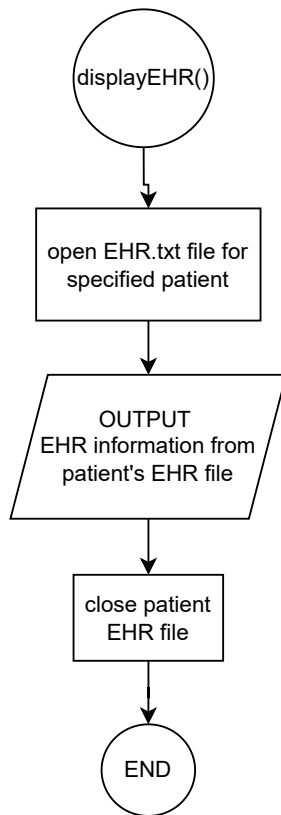 displayEHR()
open EHR.txt file for
specified patient
OUTPUT
EHR information from
patient's EHR file
close patient
EHR file
END